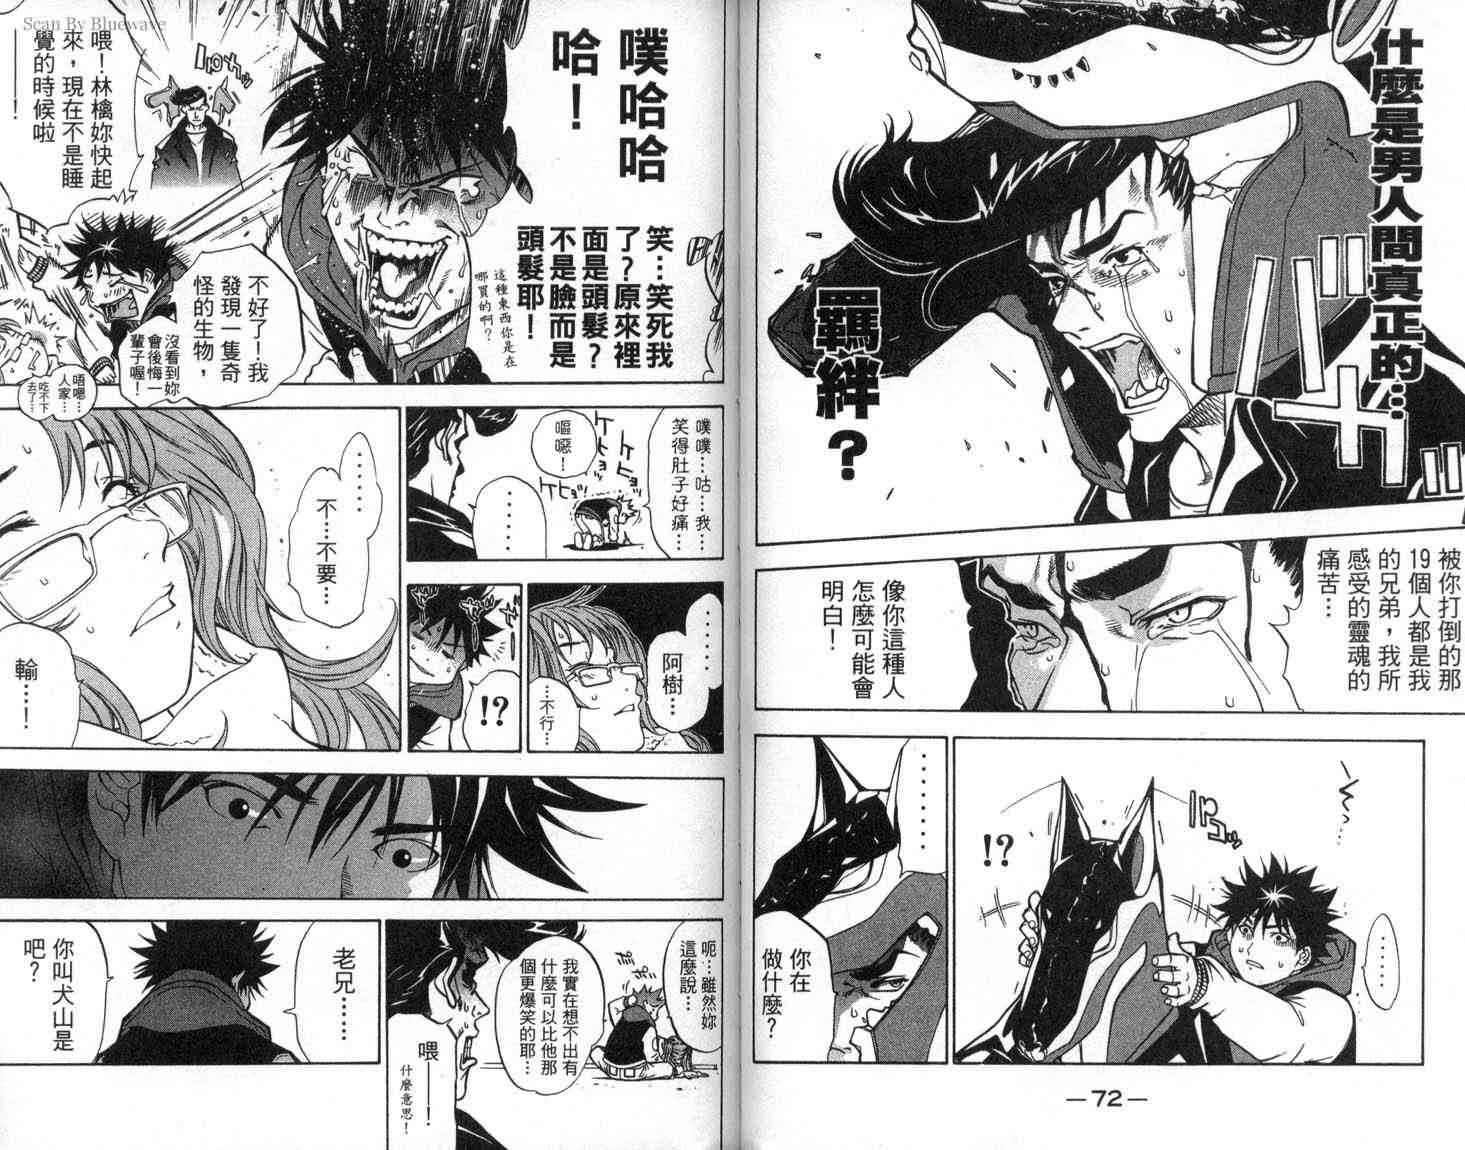 Scan By Bluewave
什麼是男人間真正的…
羈絆？
被你打倒的那
19個人都是我
的兄弟，我所
感受的靈魂的
痛苦…
像你這種人
怎麼可能會
明白！
……
!?
……
你在
做什麼？
—72—
噗哈哈哈
哈！
笑…笑死我
了？原來裡
面是頭髮？
不是臉而是
頭髮耶！
這種東西你是在
哪買的啊？
喂！林檎妳快起
來，現在不是睡
覺的時候啦
——！
不好了！我
發現一隻奇
怪的生物，
沒看到妳
會後悔一
輩子喔！
唔嗯…
人家…
吃不下
去了…
噗噗…咕…我
笑得肚子好痛…
嘔噁！
ケヒョ
ケヒョ
……
……
不…不要…
……
阿樹…
…不行…
!?
輸…！
呃…雖然妳
這麼說…
我實在想不出有
什麼可以比他那
個更爆笑的耶…
喂——！
什麼意思！
老兄……
你叫犬山是
吧？